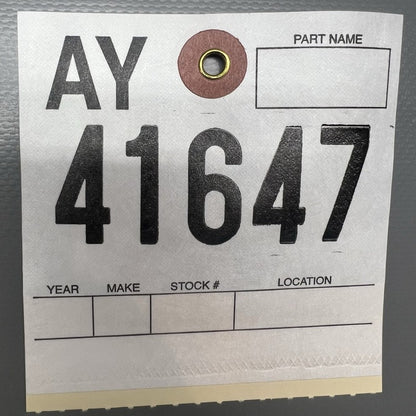 AY
PART NAME
41647
YEAR MAKE STOCK # LOCATION